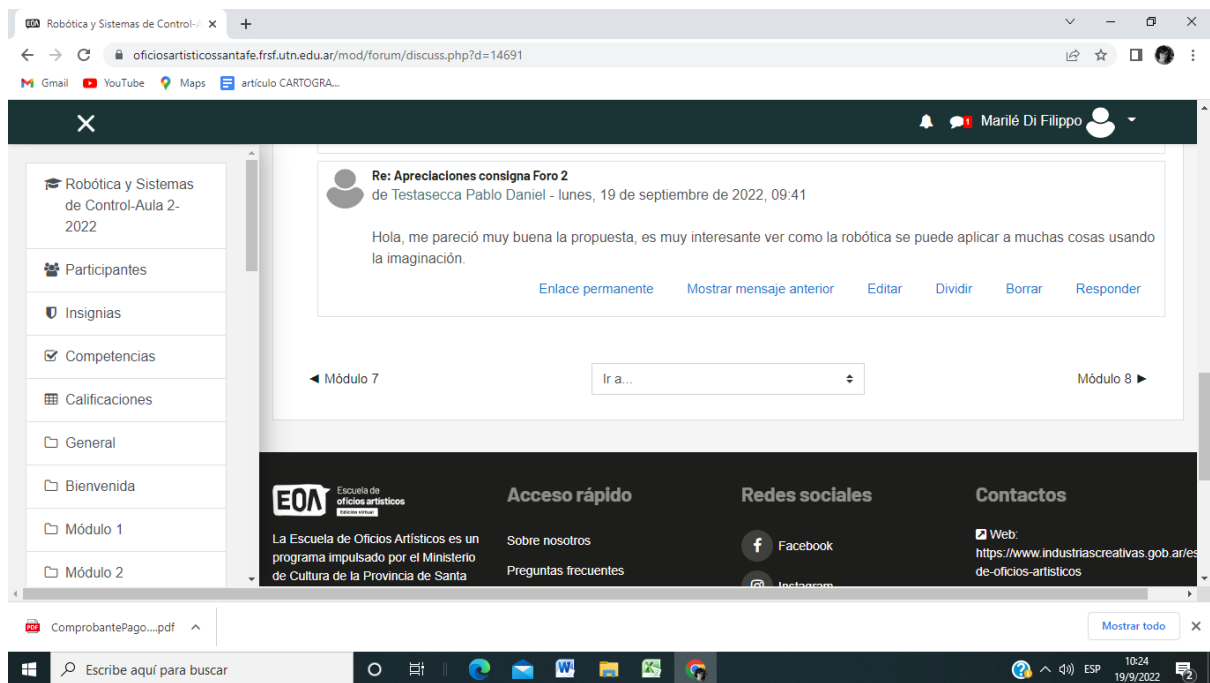 Robótica y Sistemas de Control-A
oficiosartisticossantafe.frsf.utn.edu.ar/mod/forum/discuss.php?d=14691
Gmail YouTube Maps artículo CARTOGRA...
1 Marilé Di Filippo
Robótica y Sistemas
de Control-Aula 2-
2022
Participantes
Insignias
Competencias
Calificaciones
General
Bienvenida
Módulo 1
Módulo 2
Re: Apreciaciones consigna Foro 2
de Testasecca Pablo Daniel - lunes, 19 de septiembre de 2022, 09:41
Hola, me pareció muy buena la propuesta, es muy interesante ver como la robótica se puede aplicar a muchas cosas usando
la imaginación.
Enlace permanente Mostrar mensaje anterior Editar Dividir Borrar Responder
◄ Módulo 7 Ir a... Módulo 8 ►
EOA Escuela de
oficios artísticos
Edición virtual
La Escuela de Oficios Artísticos es un
programa impulsado por el Ministerio
de Cultura de la Provincia de Santa
Acceso rápido
Sobre nosotros
Preguntas frecuentes
Redes sociales
Facebook
Instagram
Contactos
Web:
https://www.industriascreativas.gob.ar/es
de-oficios-artisticos
PDF ComprobantePago....pdf Mostrar todo
Escribe aquí para buscar
ESP 10:24
19/9/2022 2